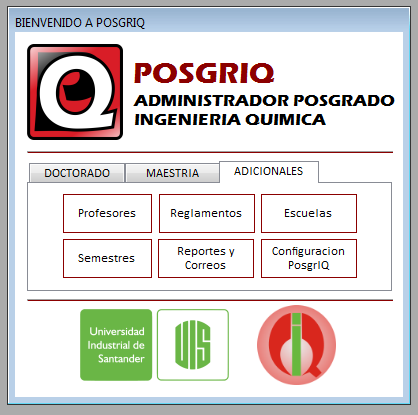 BIENVENIDO A POSGRIQ
Q
POSGRIQ
ADMINISTRADOR POSGRADO
INGENIERIA QUIMICA
DOCTORADO
MAESTRIA
ADICIONALES
Profesores
Reglamentos
Escuelas
Semestres
Reportes y
Correos
Configuracion
PosgrIQ
Universidad
Industrial de
Santander
UIS
IQ